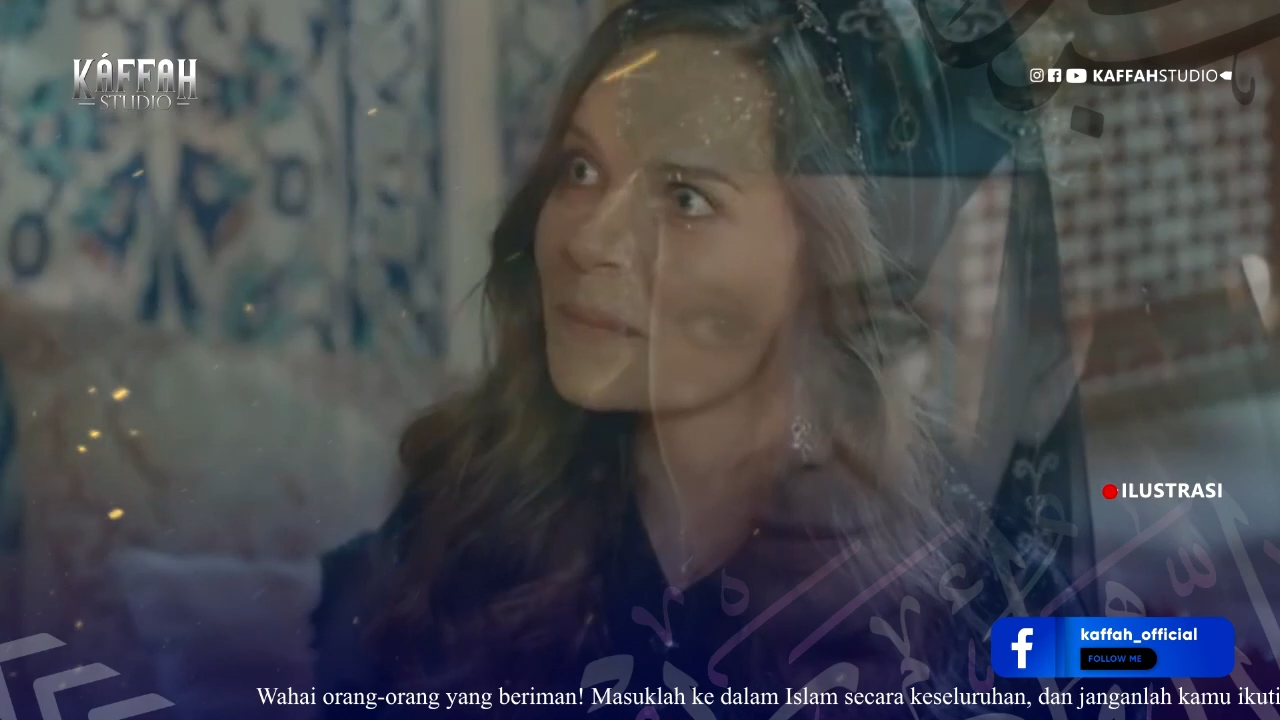 KÁFFAH
STUDIO
KAFFAHSTUDIO
ILUSTRASI
kaffah_official
FOLLOW ME
Wahai orang-orang yang beriman! Masuklah ke dalam Islam secara keseluruhan, dan janganlah kamu ikuti